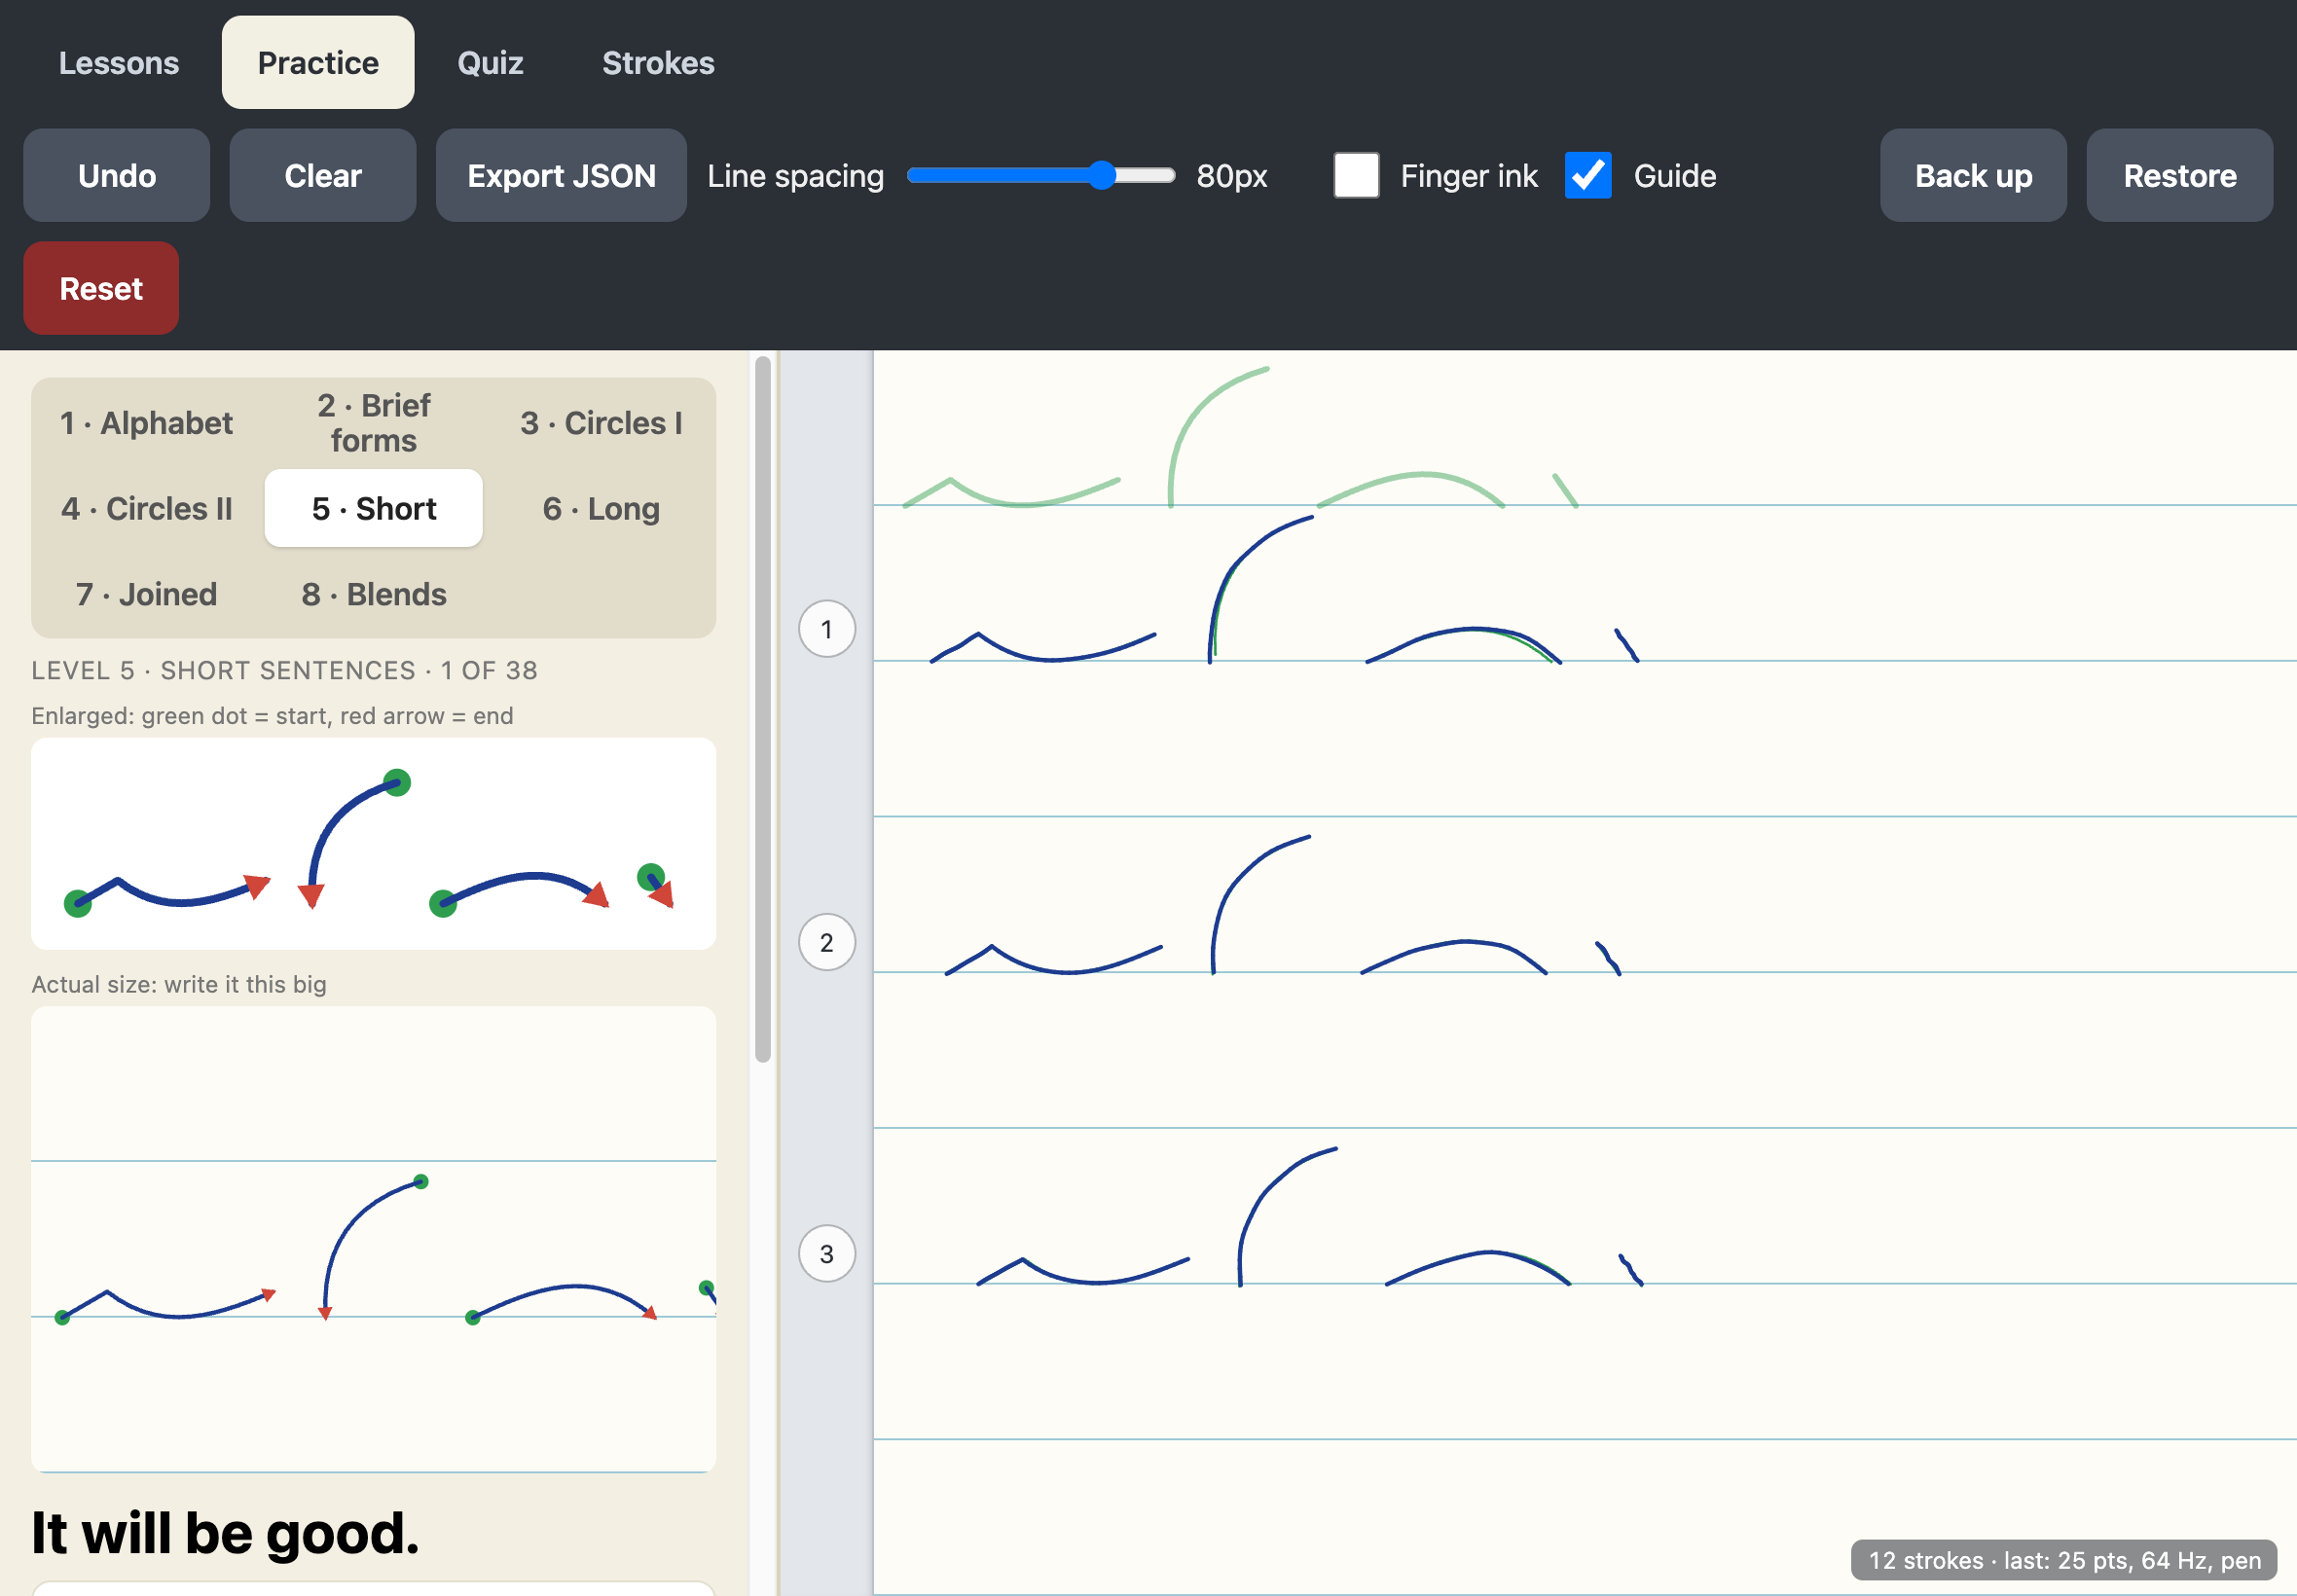 Lessons Practice Quiz Strokes
Undo Clear Export JSON Line spacing 80px Finger ink Guide Back up Restore
Reset
1 · Alphabet 2 · Brief forms 3 · Circles I
4 · Circles II 5 · Short 6 · Long
7 · Joined 8 · Blends
LEVEL 5 · SHORT SENTENCES · 1 OF 38
Enlarged: green dot = start, red arrow = end
Actual size: write it this big
It will be good.
1
2
3
12 strokes · last: 25 pts, 64 Hz, pen